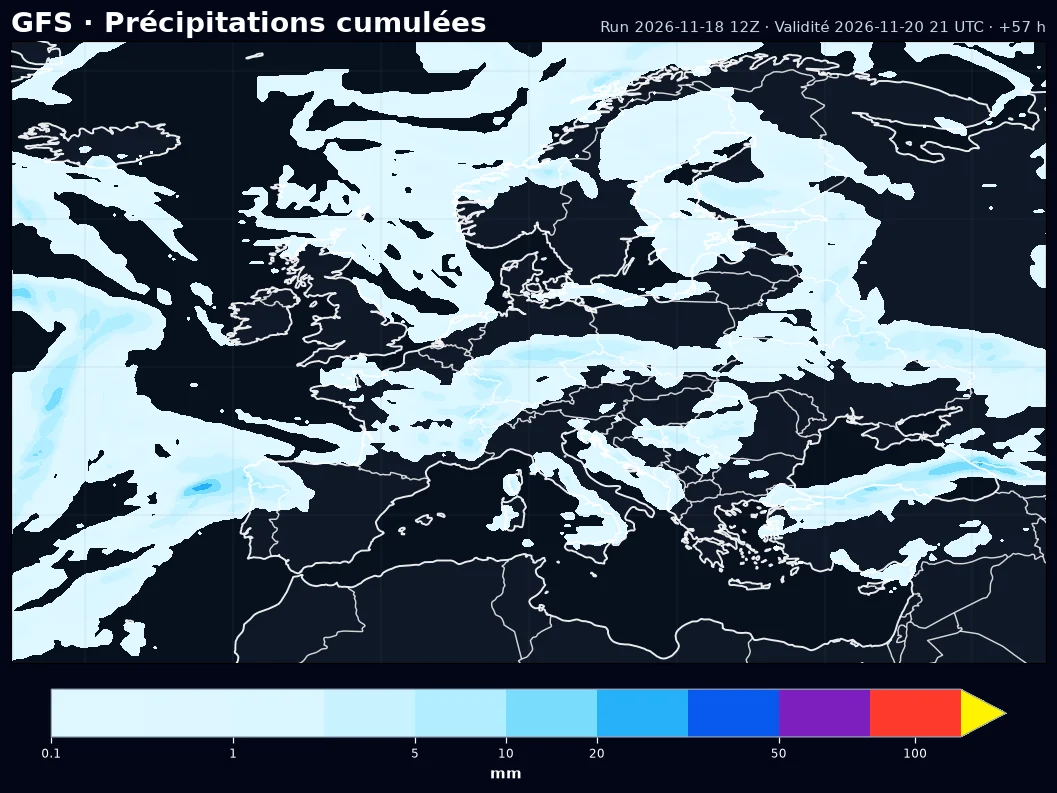 GFS · Précipitations cumulées
Run 2026-11-18 12Z · Validité 2026-11-20 21 UTC · +57 h
0.1 1 5 10 20 50 100
mm